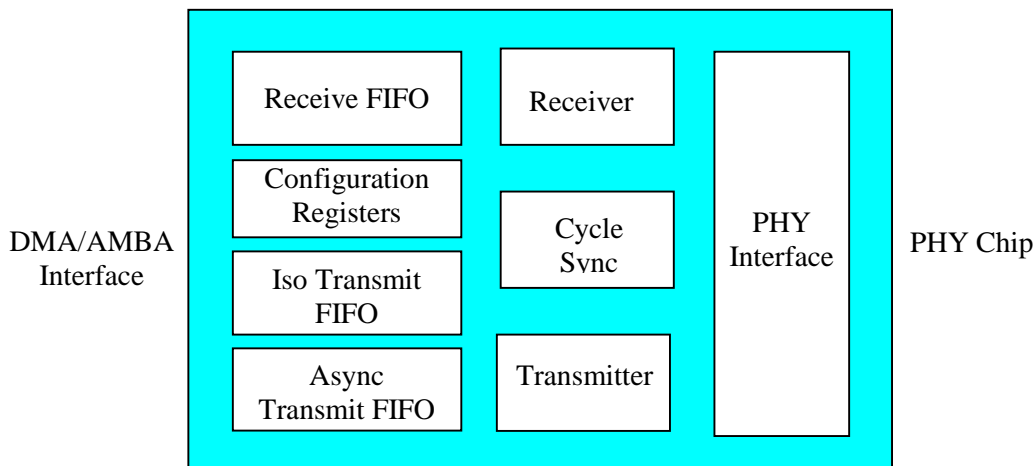 DMA/AMBA
Interface
Receive FIFO
Configuration
Registers
Iso Transmit
FIFO
Async
Transmit FIFO
Receiver
Cycle
Svnc
Transmitter
PHY
Interface
PHY Chip